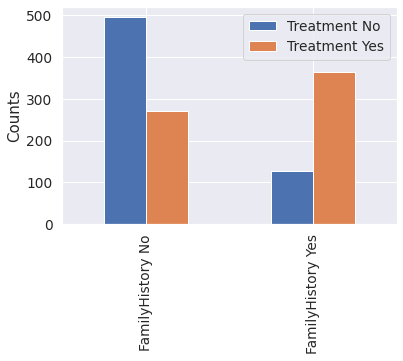 500
400
300
200
100
0
Counts
Treatment No
Treatment Yes
FamilyHistory No
FamilyHistory Yes